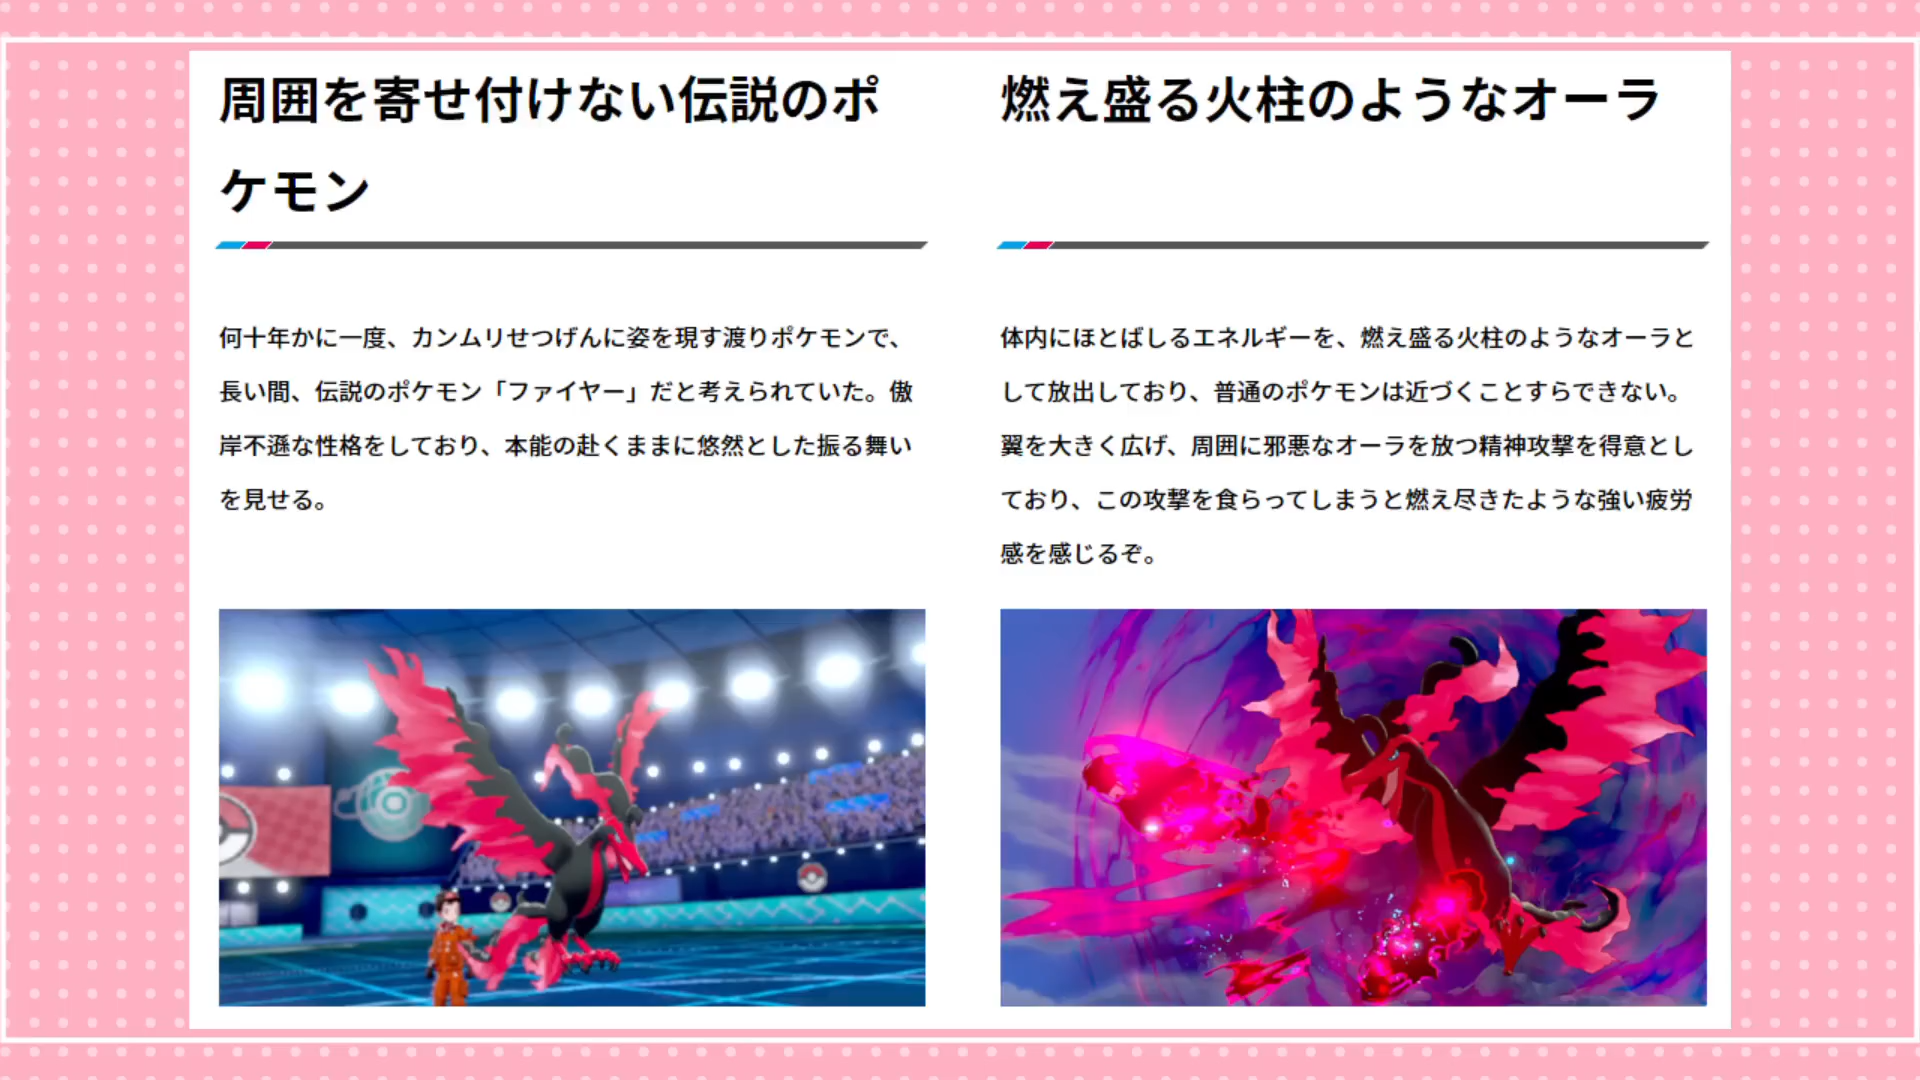 周囲を寄せ付けない伝説のポ
ケモン
何十年かに一度、カンムリせつげんに姿を現す渡りポケモンで、
長い間、伝説のポケモン「ファイヤー」だと考えられていた。傲
岸不遜な性格をしており、本能の赴くままに悠然とした振る舞い
を見せる。
燃え盛る火柱のようなオーラ
体内にほとばしるエネルギーを、燃え盛る火柱のようなオーラと
して放出しており、普通のポケモンは近づくことすらできない。
翼を大きく広げ、周囲に邪悪なオーラを放つ精神攻撃を得意とし
ており、この攻撃を食らってしまうと燃え尽きたような強い疲労
感を感じるぞ。